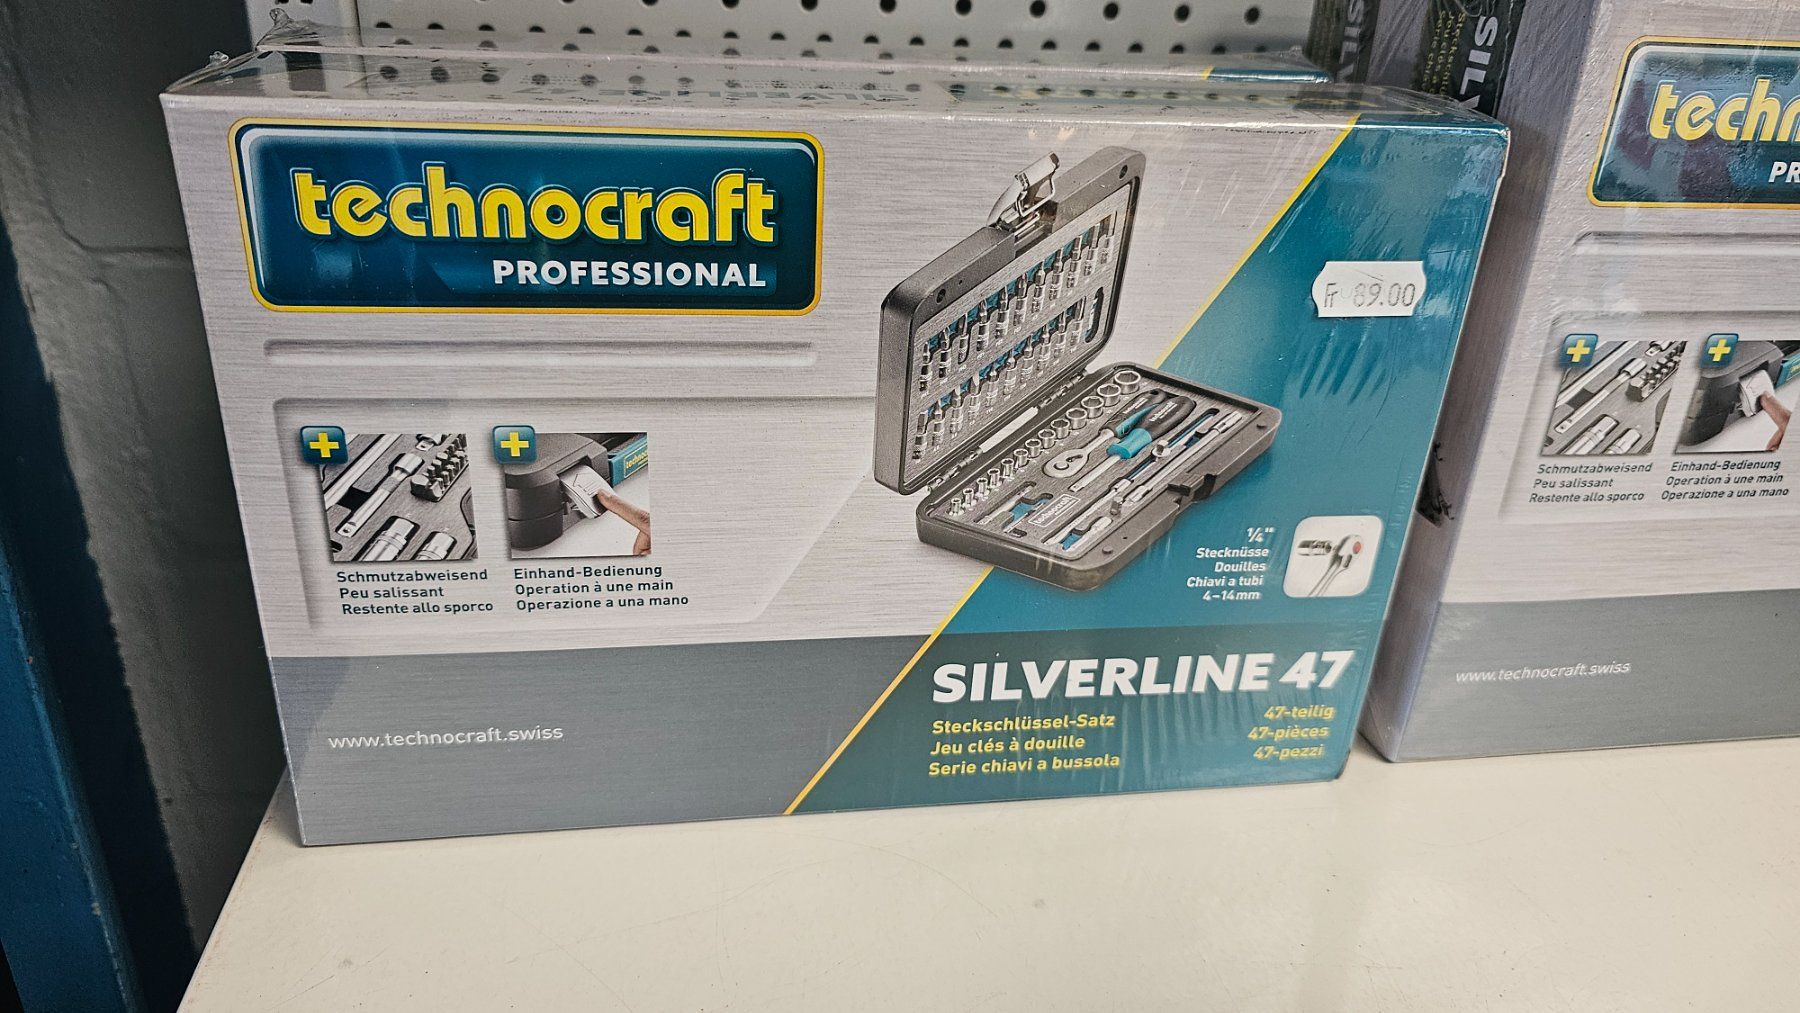 technocraft
PROFESSIONAL
Fr 89.00
Schmutzabweisend
Peu salissant
Restente allo sporco
Einhand-Bedienung
Operation à une main
Operazione a una mano
1/4"
Stecknüsse
Douilles
Chiavi a tubi
4–14mm
SILVERLINE 47
Steckschlüssel-Satz
Jeu clés à douille
Serie chiavi a bussola
47-teilig
47-pièces
47-pezzi
www.technocraft.swiss
techn
PR
Schmutzabweisend
Peu salissant
Restente allo sporco
Einhand-Bedienung
Operation à une main
Operazione a una mano
www.technocraft.swiss